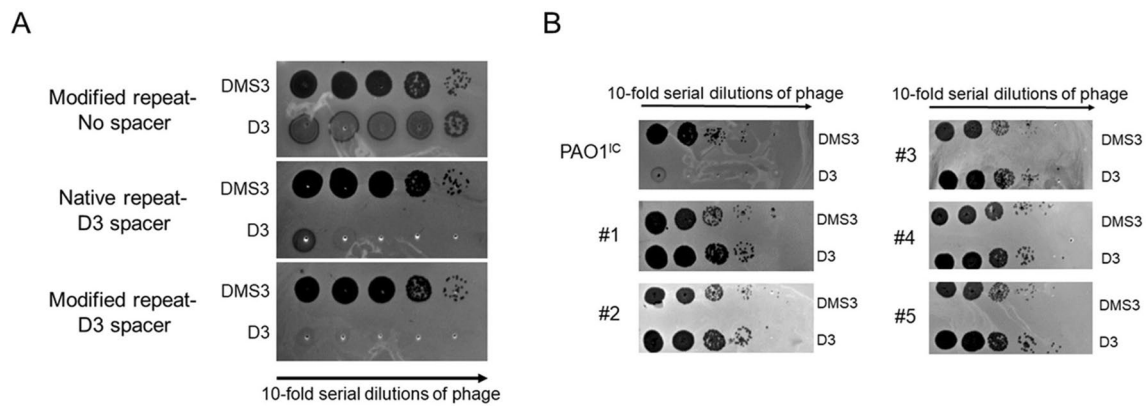 A
DMS3
Modified repeat-
No spacer
D3
DMS3
Native repeat-
D3 spacer
D3
DMS3
Modified repeat-
D3 spacer
D3
10-fold serial dilutions of phage
B
10-fold serial dilutions of phage
PAO1ᴵᶜ
DMS3
D3
#1
DMS3
D3
#2
DMS3
D3
10-fold serial dilutions of phage
#3
DMS3
D3
#4
DMS3
D3
#5
DMS3
D3